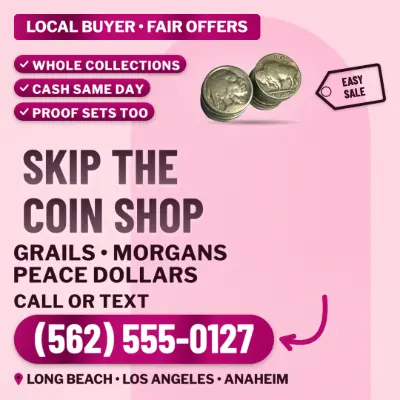 LOCAL BUYER • FAIR OFFERS
WHOLE COLLECTIONS
CASH SAME DAY
PROOF SETS TOO
EASY
SALE
SKIP THE
COIN SHOP
GRAILS • MORGANS
PEACE DOLLARS
CALL OR TEXT
(562) 555-0127
LONG BEACH • LOS ANGELES • ANAHEIM